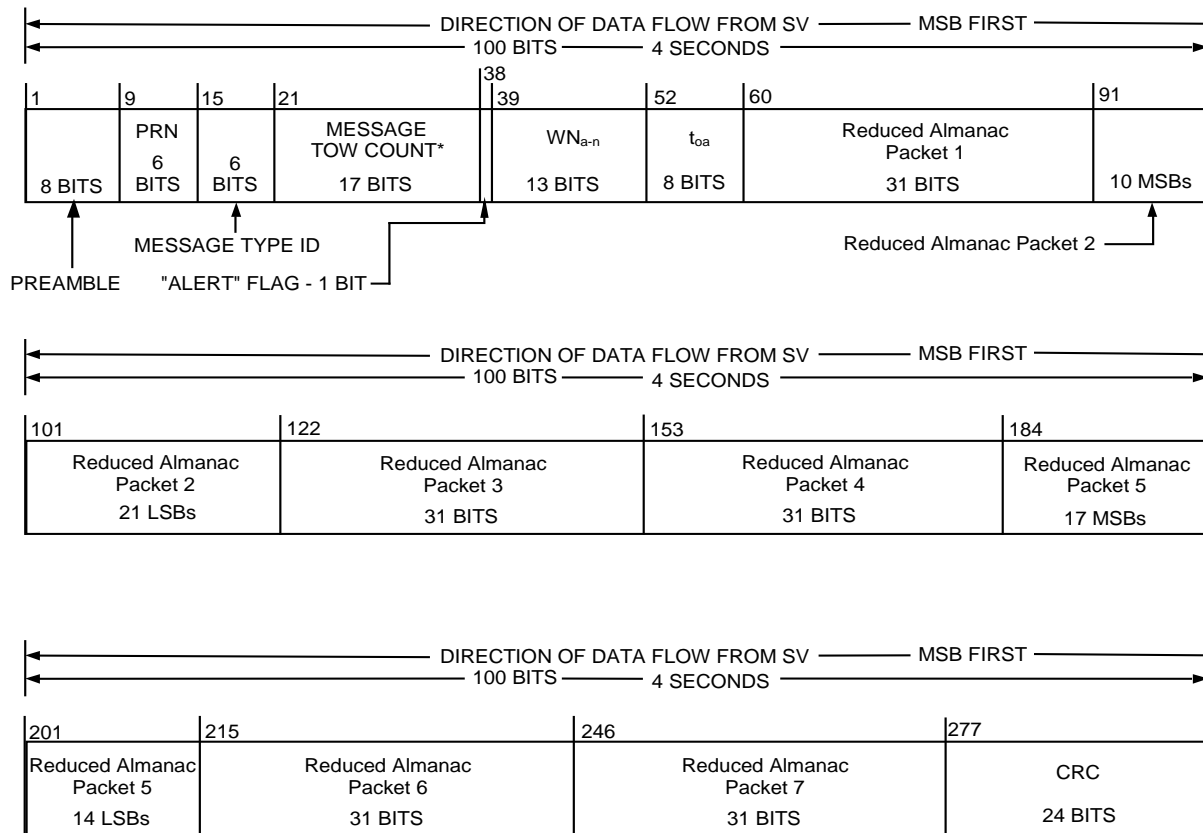 DIRECTION OF DATA FLOW FROM SV MSB FIRST
100 BITS 4 SECONDS
1 9 15 21 38 39 52 60 91
8 BITS
PRN
6
BITS
6
BITS
MESSAGE
TOW COUNT*
17 BITS
WNa-n
13 BITS
toa
8 BITS
Reduced Almanac
Packet 1
31 BITS
10 MSBs
MESSAGE TYPE ID
Reduced Almanac Packet 2
PREAMBLE
"ALERT" FLAG - 1 BIT
DIRECTION OF DATA FLOW FROM SV MSB FIRST
100 BITS 4 SECONDS
101 122 153 184
Reduced Almanac
Packet 2
21 LSBs
Reduced Almanac
Packet 3
31 BITS
Reduced Almanac
Packet 4
31 BITS
Reduced Almanac
Packet 5
17 MSBs
DIRECTION OF DATA FLOW FROM SV MSB FIRST
100 BITS 4 SECONDS
201 215 246 277
Reduced Almanac
Packet 5
14 LSBs
Reduced Almanac
Packet 6
31 BITS
Reduced Almanac
Packet 7
31 BITS
CRC
24 BITS